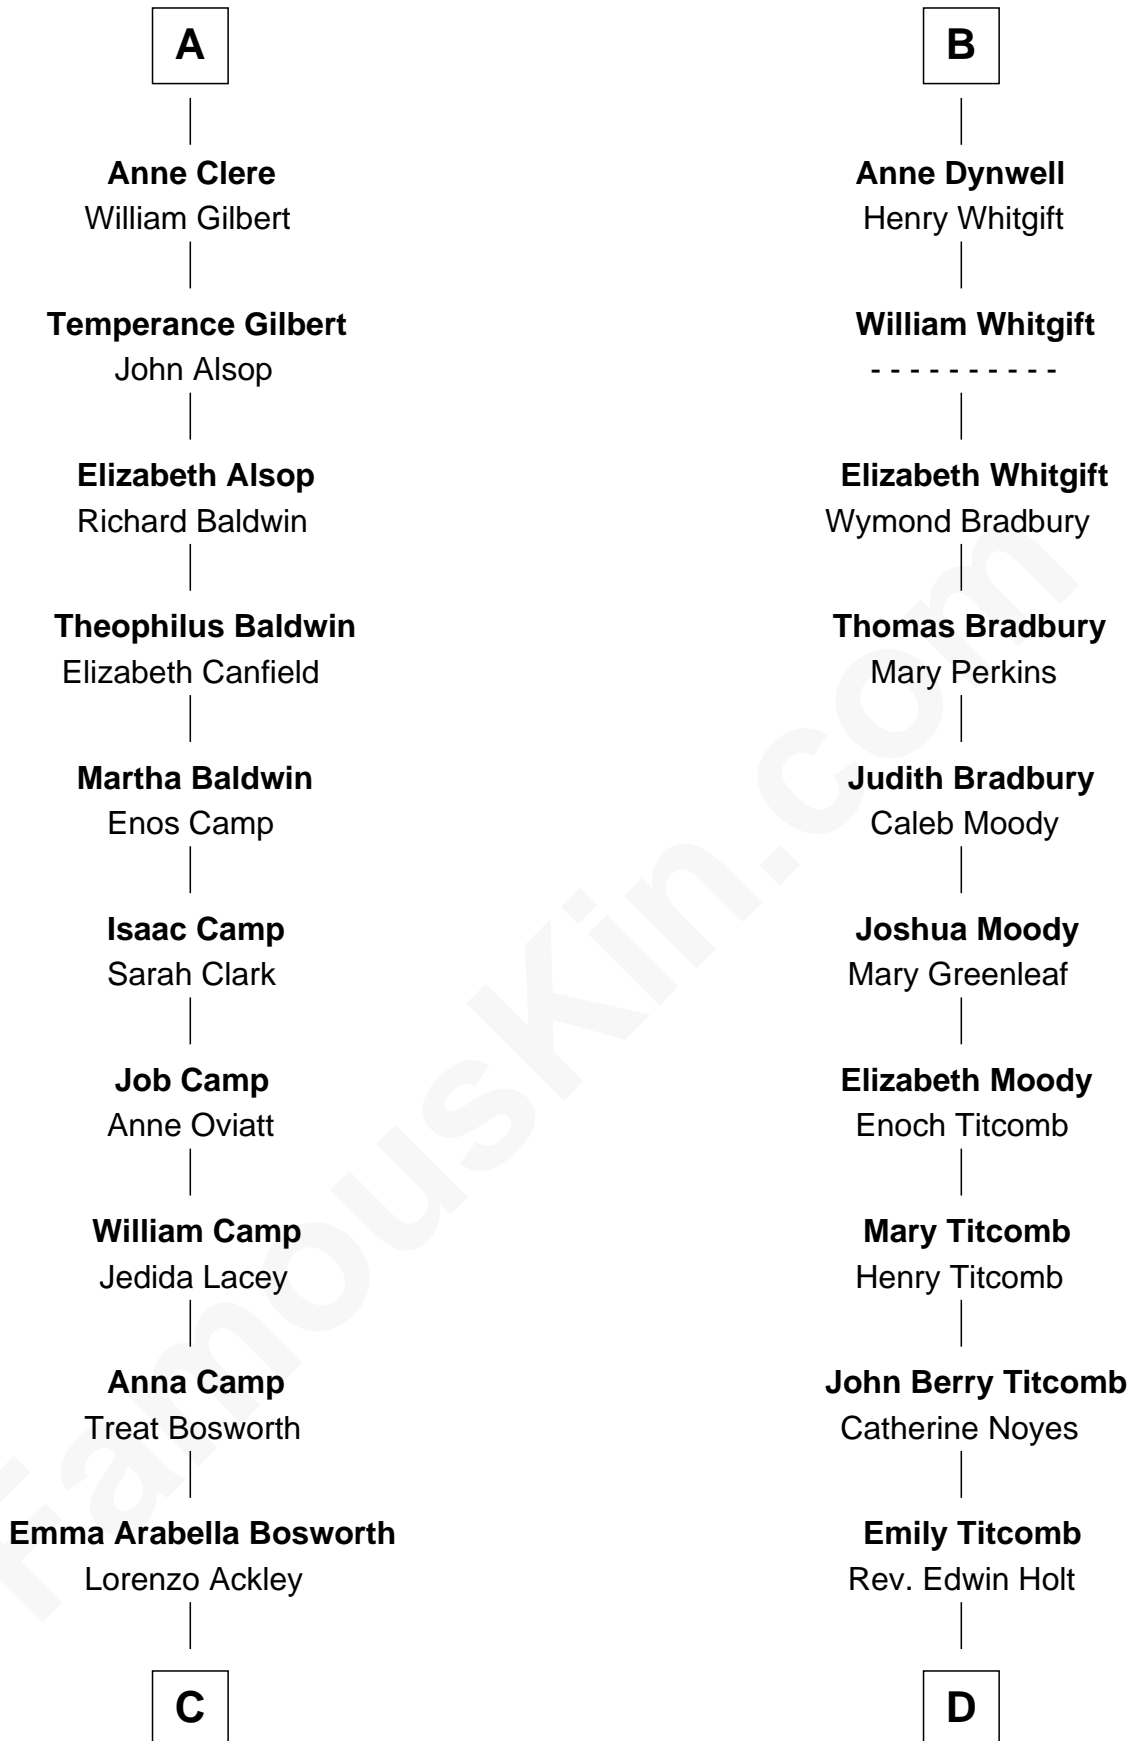 A
Anne Clere
William Gilbert
Temperance Gilbert
John Alsop
Elizabeth Alsop
Richard Baldwin
Theophilus Baldwin
Elizabeth Canfield
Martha Baldwin
Enos Camp
Isaac Camp
Sarah Clark
Job Camp
Anne Oviatt
William Camp
Jedida Lacey
Anna Camp
Treat Bosworth
Emma Arabella Bosworth
Lorenzo Ackley
C
B
Anne Dynwell
Henry Whitgift
William Whitgift
- - - - - - - - - -
Elizabeth Whitgift
Wymond Bradbury
Thomas Bradbury
Mary Perkins
Judith Bradbury
Caleb Moody
Joshua Moody
Mary Greenleaf
Elizabeth Moody
Enoch Titcomb
Mary Titcomb
Henry Titcomb
John Berry Titcomb
Catherine Noyes
Emily Titcomb
Rev. Edwin Holt
D
FamousKin.com